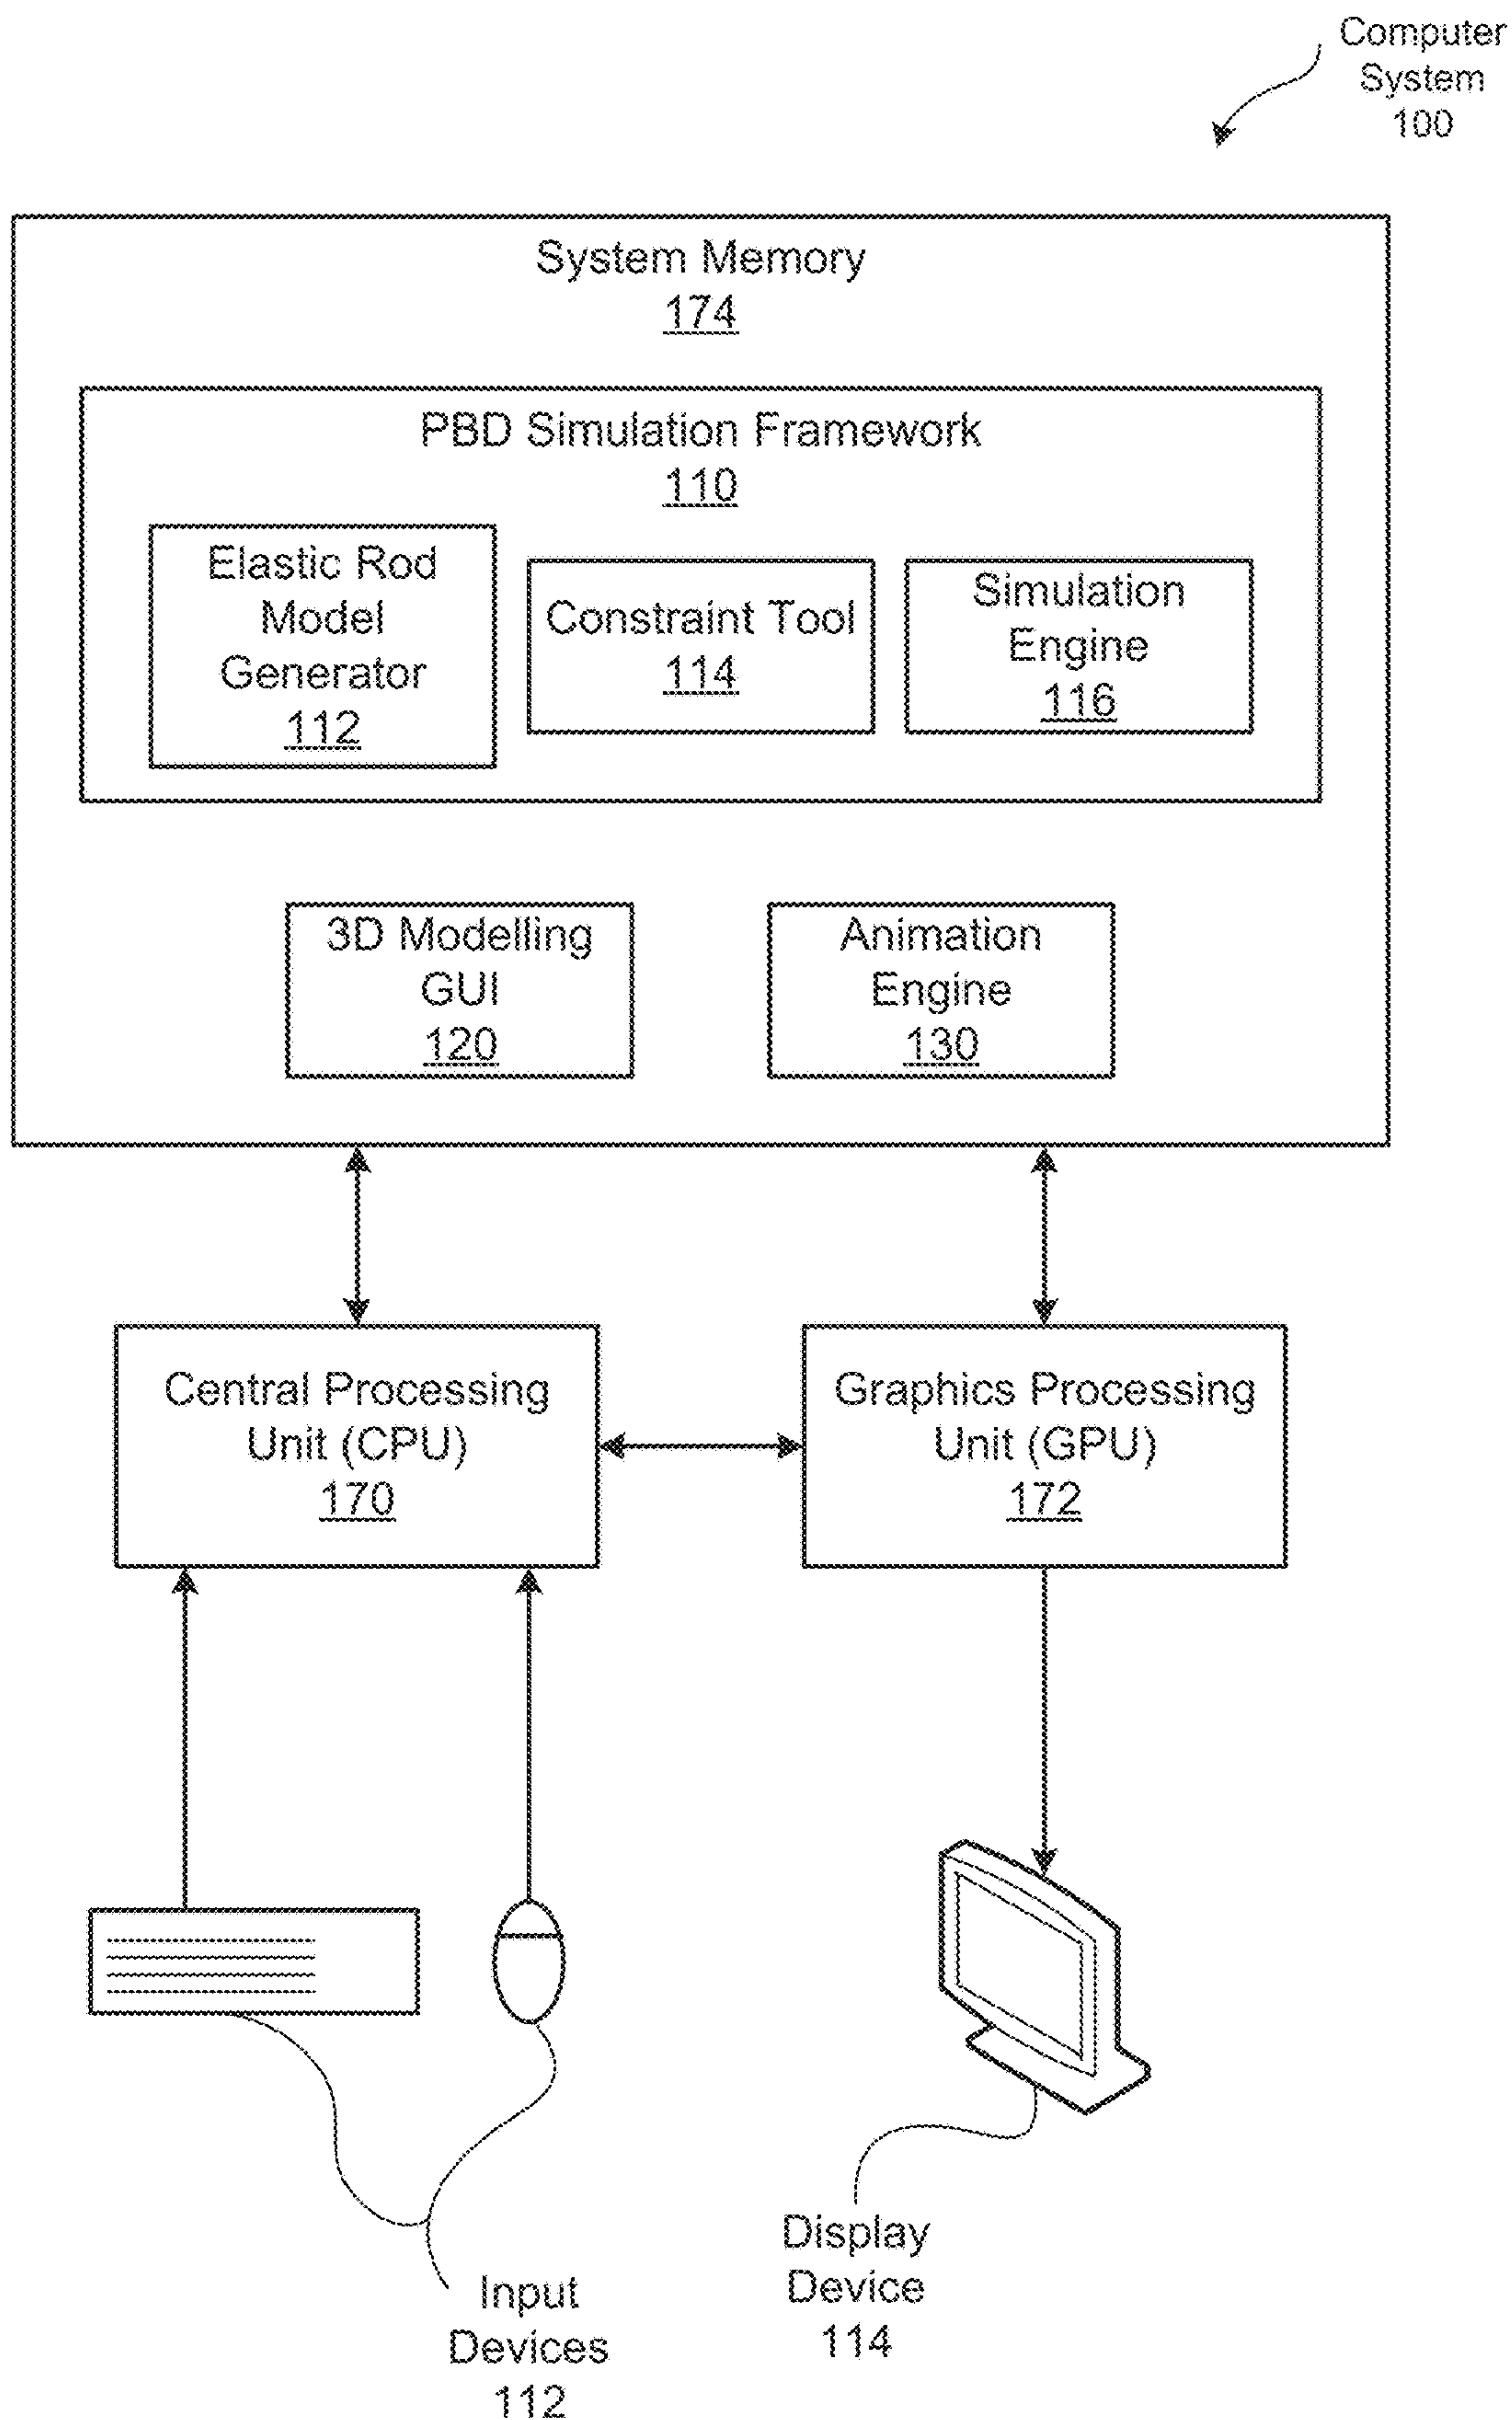 Computer
System
100
System Memory
174
PBD Simulation Framework
110
Elastic Rod
Model
Generator
112
Constraint Tool
114
Simulation
Engine
116
3D Modelling
GUI
120
Animation
Engine
130
Central Processing
Unit (CPU)
170
Graphics Processing
Unit (GPU)
172
Input
Devices
112
Display
Device
114